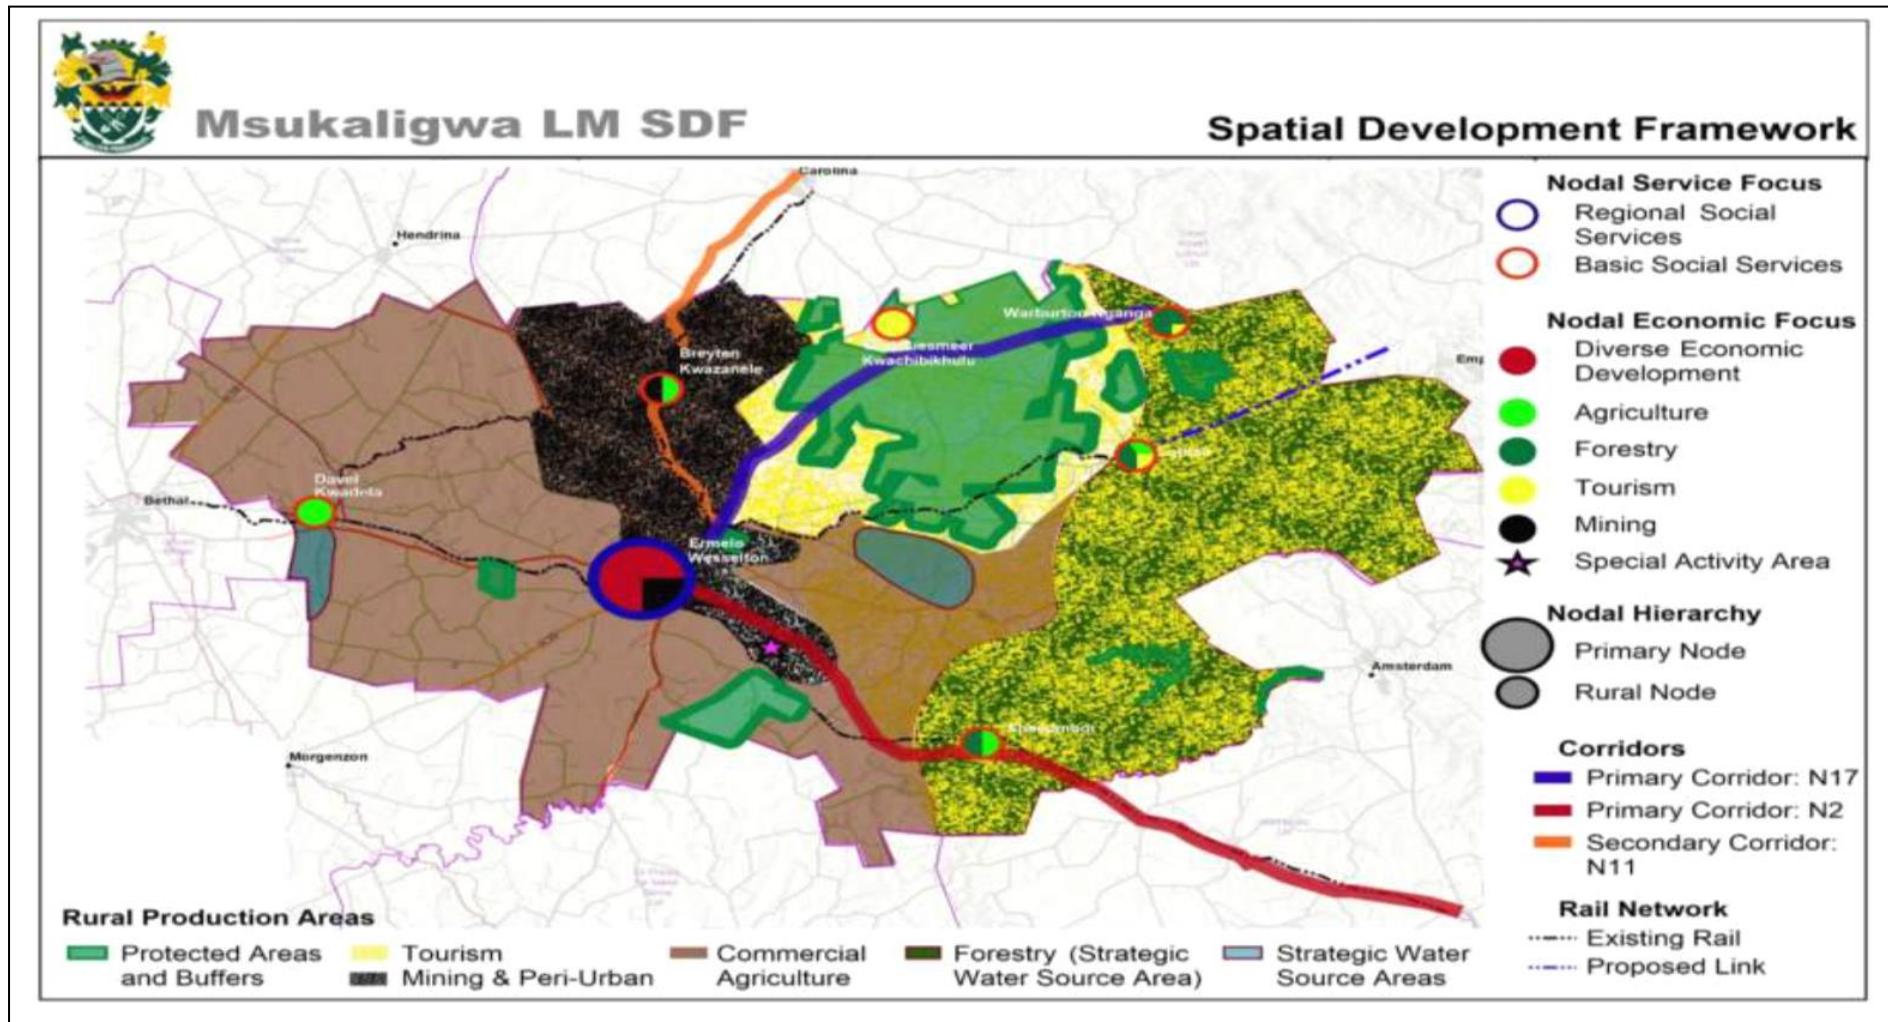 Msukaligwa LM SDF
Spatial Development Framework
Carolina
Hendrina
Warburton
Kwachibikhulu
Breyten
Kwazanele
Davel
Kwadela
Bethal
Ermelo
Wesselton
Amsterdam
Morgenzon
Nodal Service Focus
Regional Social
Services
Basic Social Services
Nodal Economic Focus
Diverse Economic
Development
Agriculture
Forestry
Tourism
Mining
Special Activity Area
Nodal Hierarchy
Primary Node
Rural Node
Corridors
Primary Corridor: N17
Primary Corridor: N2
Secondary Corridor:
N11
Rail Network
Existing Rail
Proposed Link
Rural Production Areas
Protected Areas
and Buffers
Tourism
Mining & Peri-Urban
Commercial
Agriculture
Forestry (Strategic
Water Source Area)
Strategic Water
Source Areas